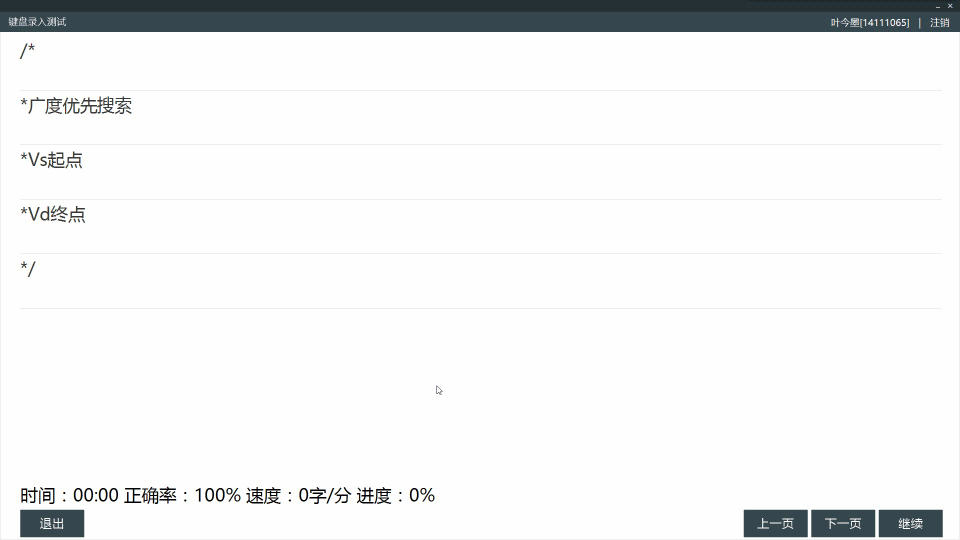 键盘录入测试
叶今墨[14111065] | 注销
/*
*广度优先搜索
*Vs起点
*Vd终点
*/
时间：00:00 正确率：100% 速度：0字/分 进度：0%
退出 上一页 下一页 继续